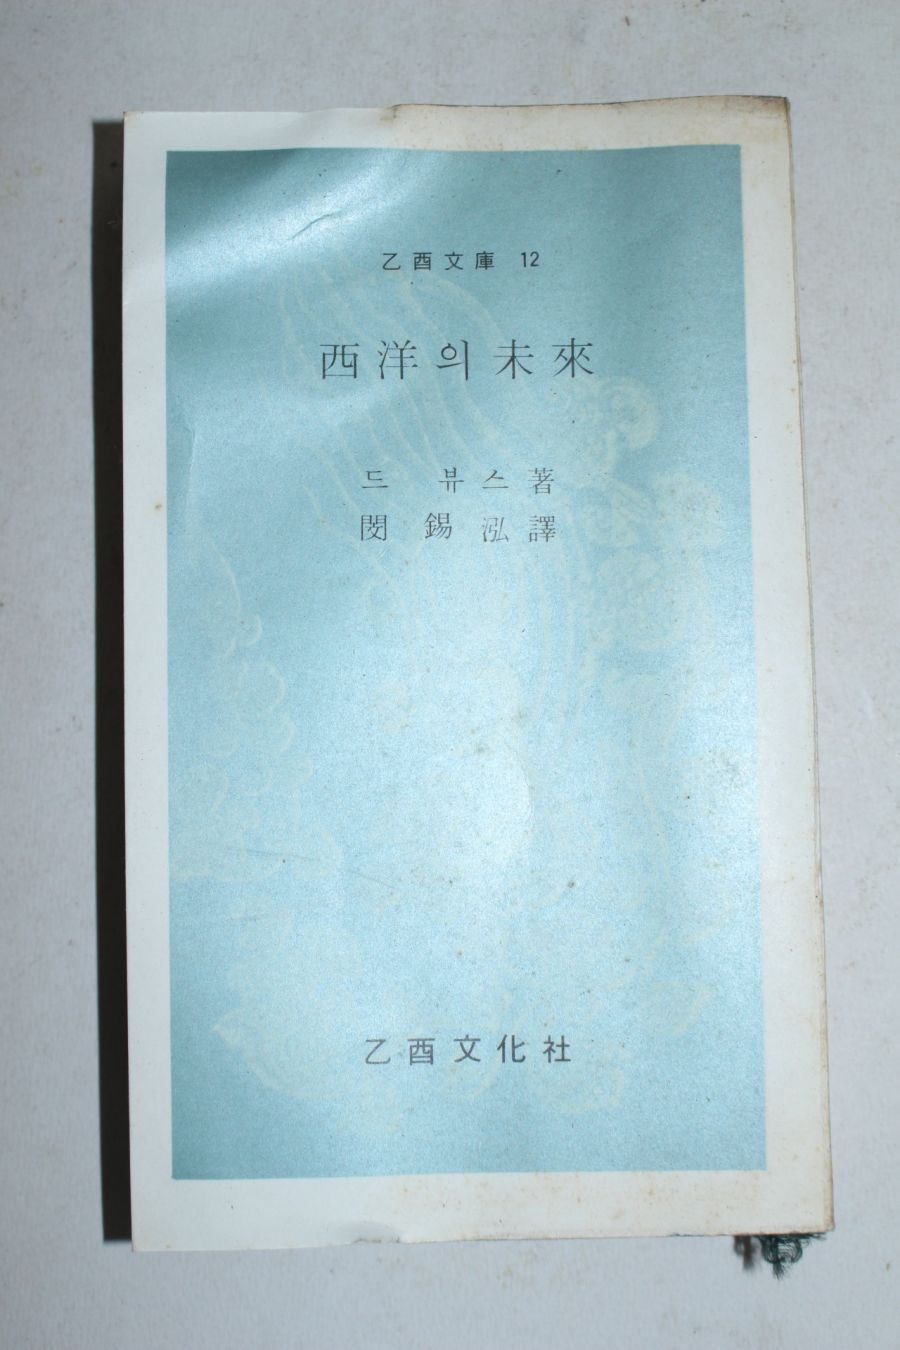 乙酉文庫 12
西洋의未來
드 뷰스著
閔 錫 泓 譯
乙酉文化社